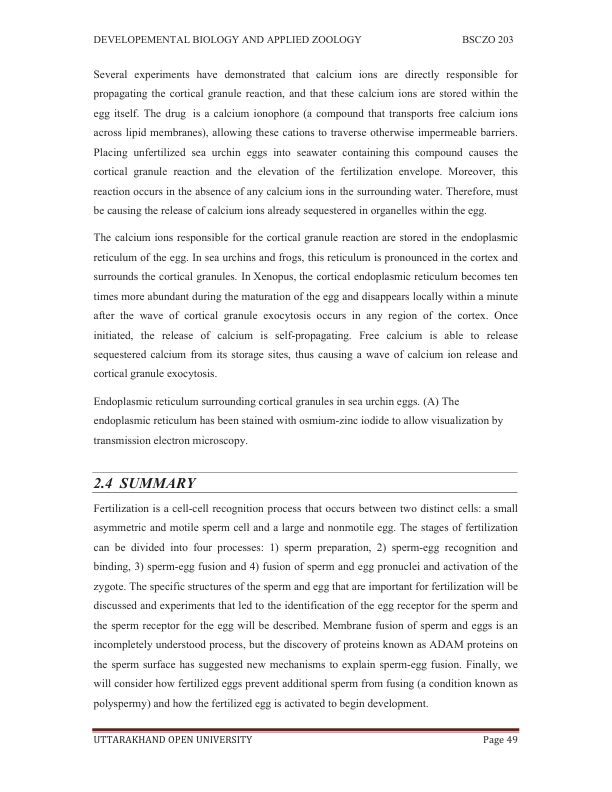 DEVELOPEMENTAL BIOLOGY AND APPLIED ZOOLOGY BSCZO 203
Several experiments have demonstrated that calcium ions are directly responsible for
propagating the cortical granule reaction, and that these calcium ions are stored within the
egg itself. The drug is a calcium ionophore (a compound that transports free calcium ions
across lipid membranes), allowing these cations to traverse otherwise impermeable barriers.
Placing unfertilized sea urchin eggs into seawater containing this compound causes the
cortical granule reaction and the elevation of the fertilization envelope. Moreover, this
reaction occurs in the absence of any calcium ions in the surrounding water. Therefore, must
be causing the release of calcium ions already sequestered in organelles within the egg.
The calcium ions responsible for the cortical granule reaction are stored in the endoplasmic
reticulum of the egg. In sea urchins and frogs, this reticulum is pronounced in the cortex and
surrounds the cortical granules. In Xenopus, the cortical endoplasmic reticulum becomes ten
times more abundant during the maturation of the egg and disappears locally within a minute
after the wave of cortical granule exocytosis occurs in any region of the cortex. Once
initiated, the release of calcium is self-propagating. Free calcium is able to release
sequestered calcium from its storage sites, thus causing a wave of calcium ion release and
cortical granule exocytosis.
Endoplasmic reticulum surrounding cortical granules in sea urchin eggs. (A) The
endoplasmic reticulum has been stained with osmium-zinc iodide to allow visualization by
transmission electron microscopy.
2.4 SUMMARY
Fertilization is a cell-cell recognition process that occurs between two distinct cells: a small
asymmetric and motile sperm cell and a large and nonmotile egg. The stages of fertilization
can be divided into four processes: 1) sperm preparation, 2) sperm-egg recognition and
binding, 3) sperm-egg fusion and 4) fusion of sperm and egg pronuclei and activation of the
zygote. The specific structures of the sperm and egg that are important for fertilization will be
discussed and experiments that led to the identification of the egg receptor for the sperm and
the sperm receptor for the egg will be described. Membrane fusion of sperm and eggs is an
incompletely understood process, but the discovery of proteins known as ADAM proteins on
the sperm surface has suggested new mechanisms to explain sperm-egg fusion. Finally, we
will consider how fertilized eggs prevent additional sperm from fusing (a condition known as
polyspermy) and how the fertilized egg is activated to begin development.
UTTARAKHAND OPEN UNIVERSITY Page 49